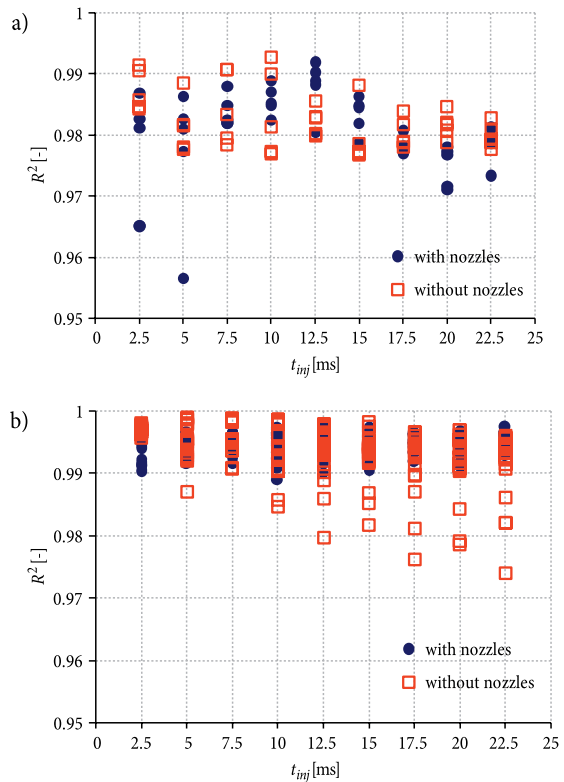 a)
1
0.99
0.98
0.97
0.96
0.95
R² [-]
with nozzles
without nozzles
0 2.5 5 7.5 10 12.5 15 17.5 20 22.5 25
t_inj [ms]
b)
1
0.99
0.98
0.97
0.96
0.95
R² [-]
with nozzles
without nozzles
0 2.5 5 7.5 10 12.5 15 17.5 20 22.5 25
t_inj [ms]